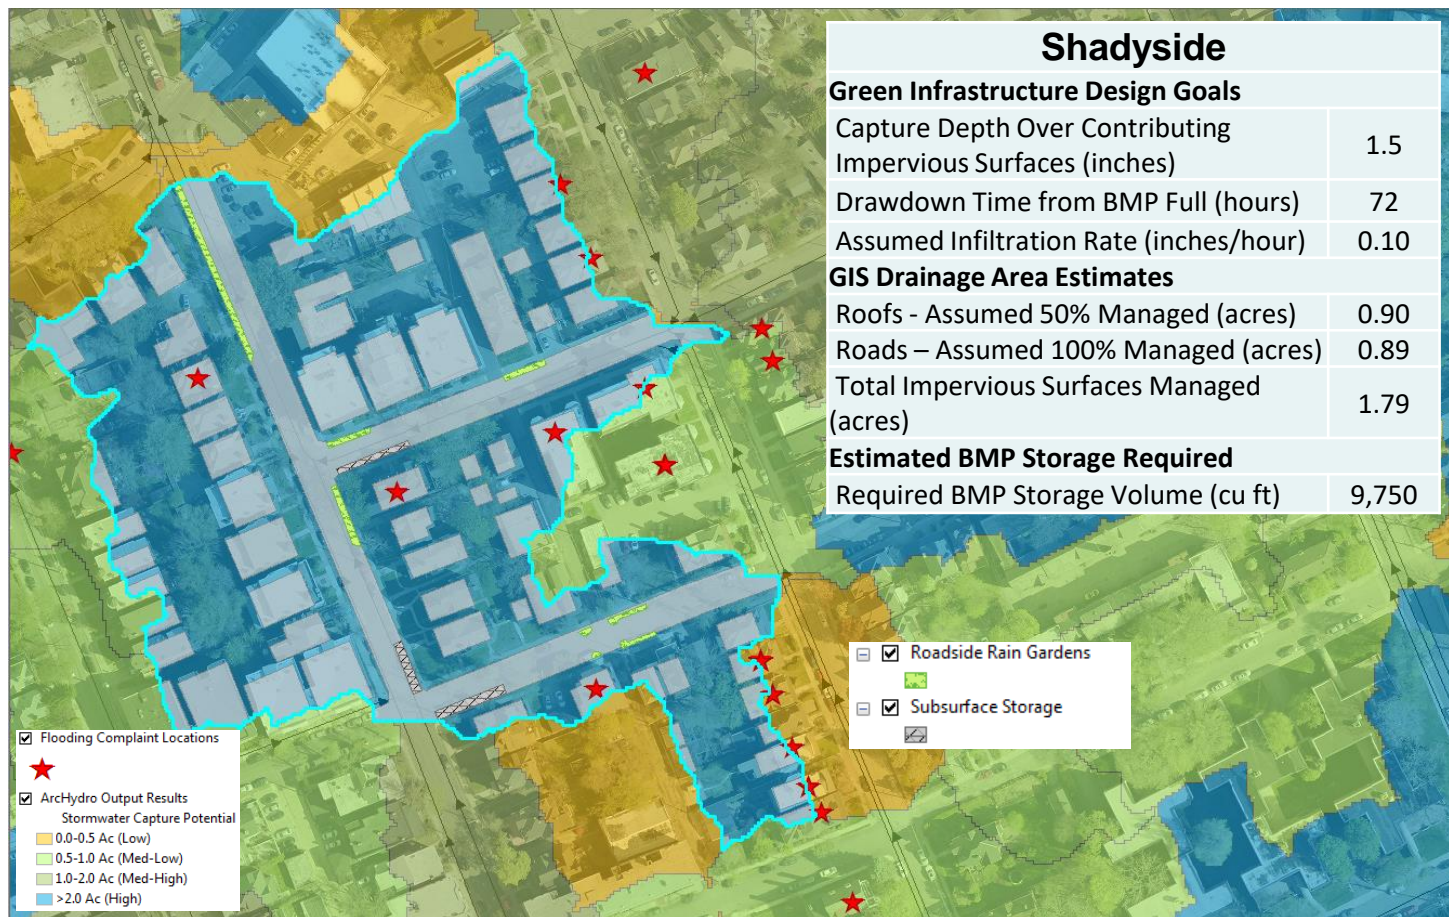 Shadyside
Green Infrastructure Design Goals
Capture Depth Over Contributing
Impervious Surfaces (inches)
1.5
Drawdown Time from BMP Full (hours)
72
Assumed Infiltration Rate (inches/hour)
0.10
GIS Drainage Area Estimates
Roofs - Assumed 50% Managed (acres)
0.90
Roads – Assumed 100% Managed (acres)
0.89
Total Impervious Surfaces Managed
(acres)
1.79
Estimated BMP Storage Required
Required BMP Storage Volume (cu ft)
9,750
Roadside Rain Gardens
Subsurface Storage
Flooding Complaint Locations
ArcHydro Output Results
Stormwater Capture Potential
0.0-0.5 Ac (Low)
0.5-1.0 Ac (Med-Low)
1.0-2.0 Ac (Med-High)
>2.0 Ac (High)